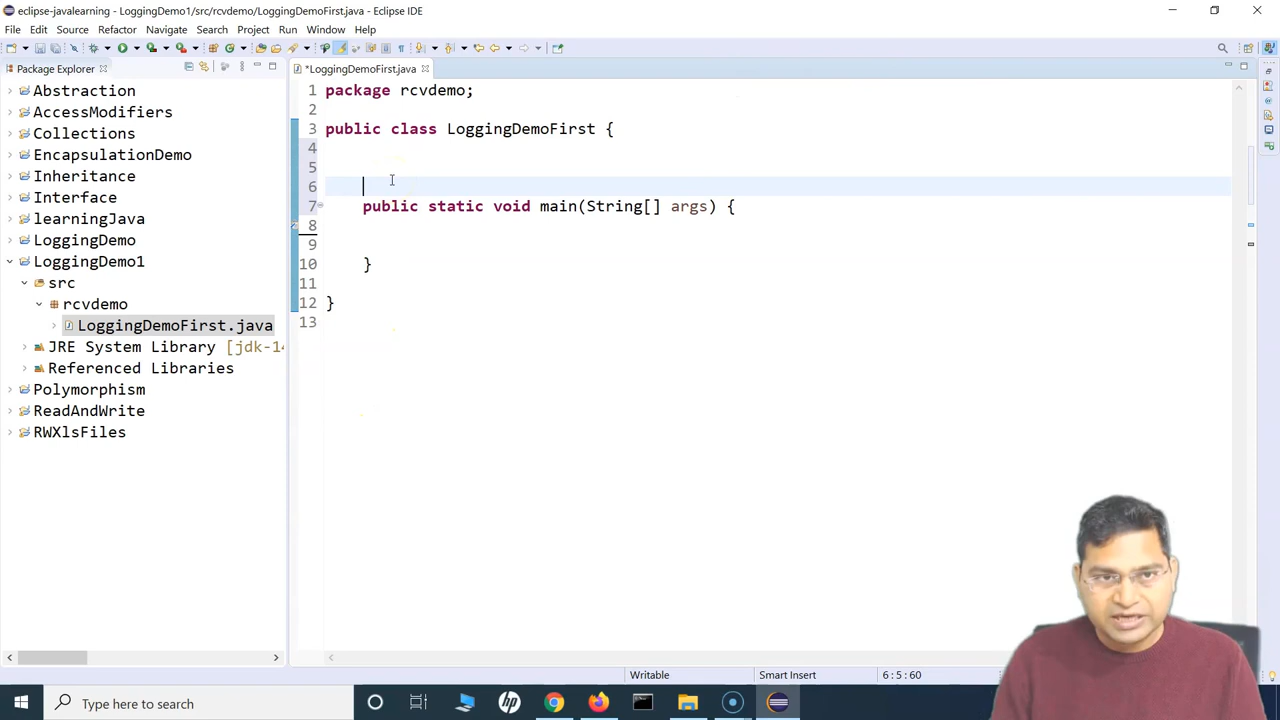 eclipse-javalearning - LoggingDemo1/src/rcvdemo/LoggingDemoFirst.java - Eclipse IDE
File Edit Source Refactor Navigate Search Project Run Window Help
Package Explorer
*LoggingDemoFirst.java
Abstraction
AccessModifiers
Collections
EncapsulationDemo
Inheritance
Interface
learningJava
LoggingDemo
LoggingDemo1
src
rcvdemo
LoggingDemoFirst.java
JRE System Library [jdk-14
Referenced Libraries
Polymorphism
ReadAndWrite
RWXlsFiles
1 package rcvdemo;
2
3 public class LoggingDemoFirst {
4
5
6
7 public static void main(String[] args) {
8
9
10 }
11
12 }
13
Writable Smart Insert 6 : 5 : 60
Type here to search
hp